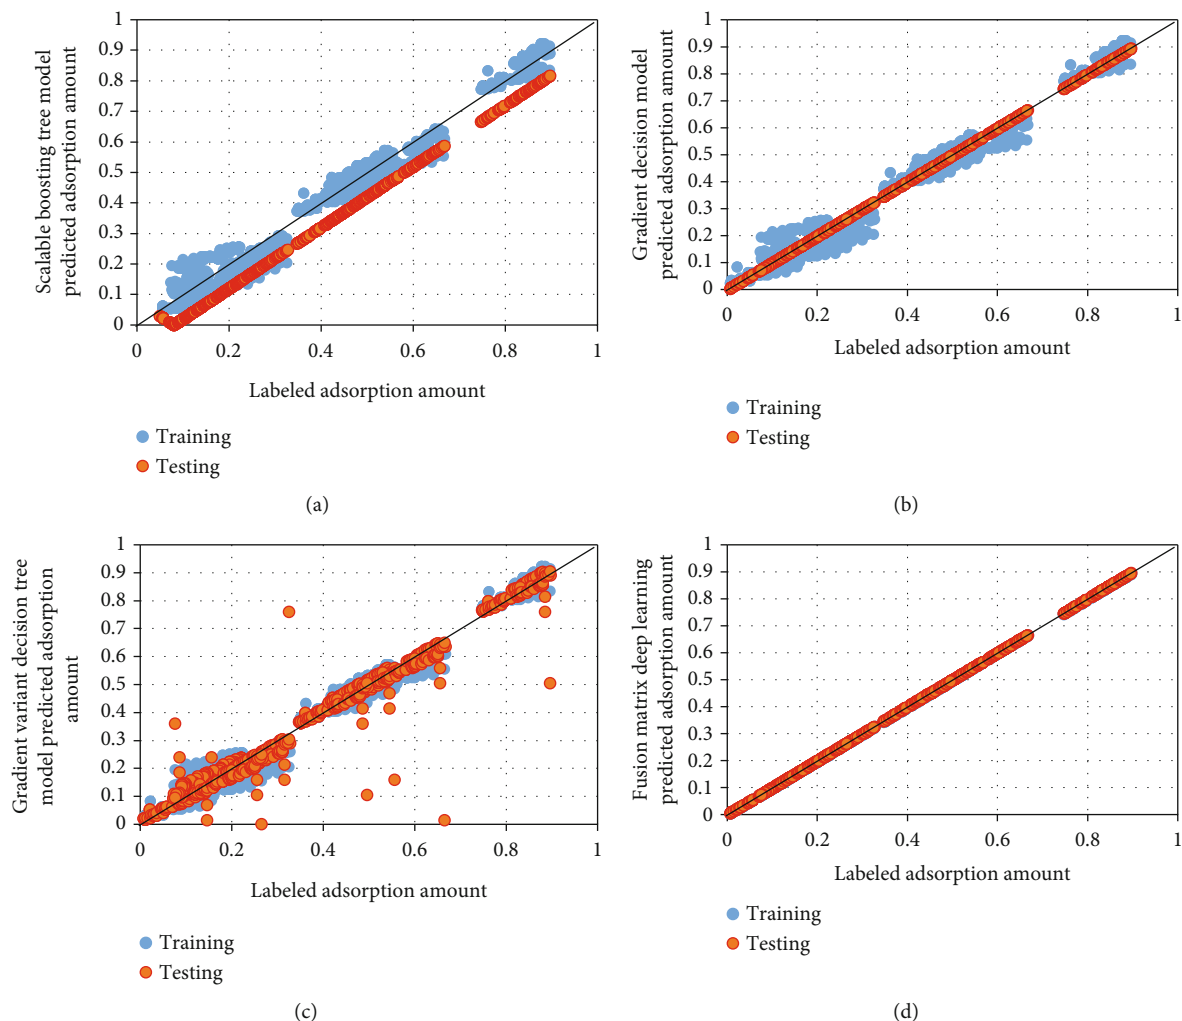 Scalable boosting tree model
predicted adsorption amount
1
0.9
0.8
0.7
0.6
0.5
0.4
0.3
0.2
0.1
0
0 0.2 0.4 0.6 0.8 1
Labeled adsorption amount
Training
Testing
(a)
Gradient decision model
predicted adsorption amount
1
0.9
0.8
0.7
0.6
0.5
0.4
0.3
0.2
0.1
0
0 0.2 0.4 0.6 0.8 1
Labeled adsorption amount
Training
Testing
(b)
Gradient variant decision tree
model predicted adsorption
amount
1
0.9
0.8
0.7
0.6
0.5
0.4
0.3
0.2
0.1
0
0 0.2 0.4 0.6 0.8 1
Labeled adsorption amount
Training
Testing
(c)
Fusion matrix deep learning
predicted adsorption amount
1
0.9
0.8
0.7
0.6
0.5
0.4
0.3
0.2
0.1
0
0 0.2 0.4 0.6 0.8 1
Labeled adsorption amount
Training
Testing
(d)